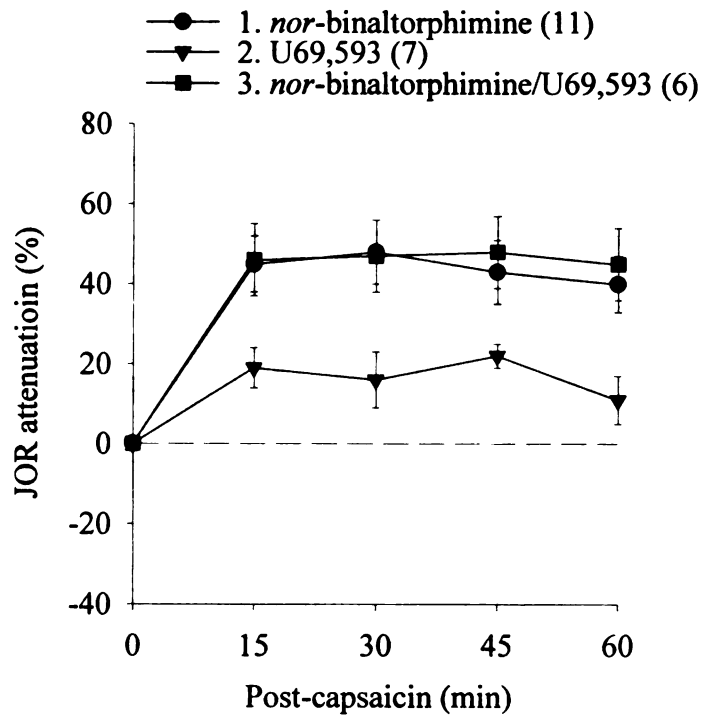 1. nor-binaltorphimine (11)
2. U69,593 (7)
3. nor-binaltorphimine/U69,593 (6)
80
60
40
20
0
-20
-40
JOR attenuatioin (%)
0 15 30 45 60
Post-capsaicin (min)